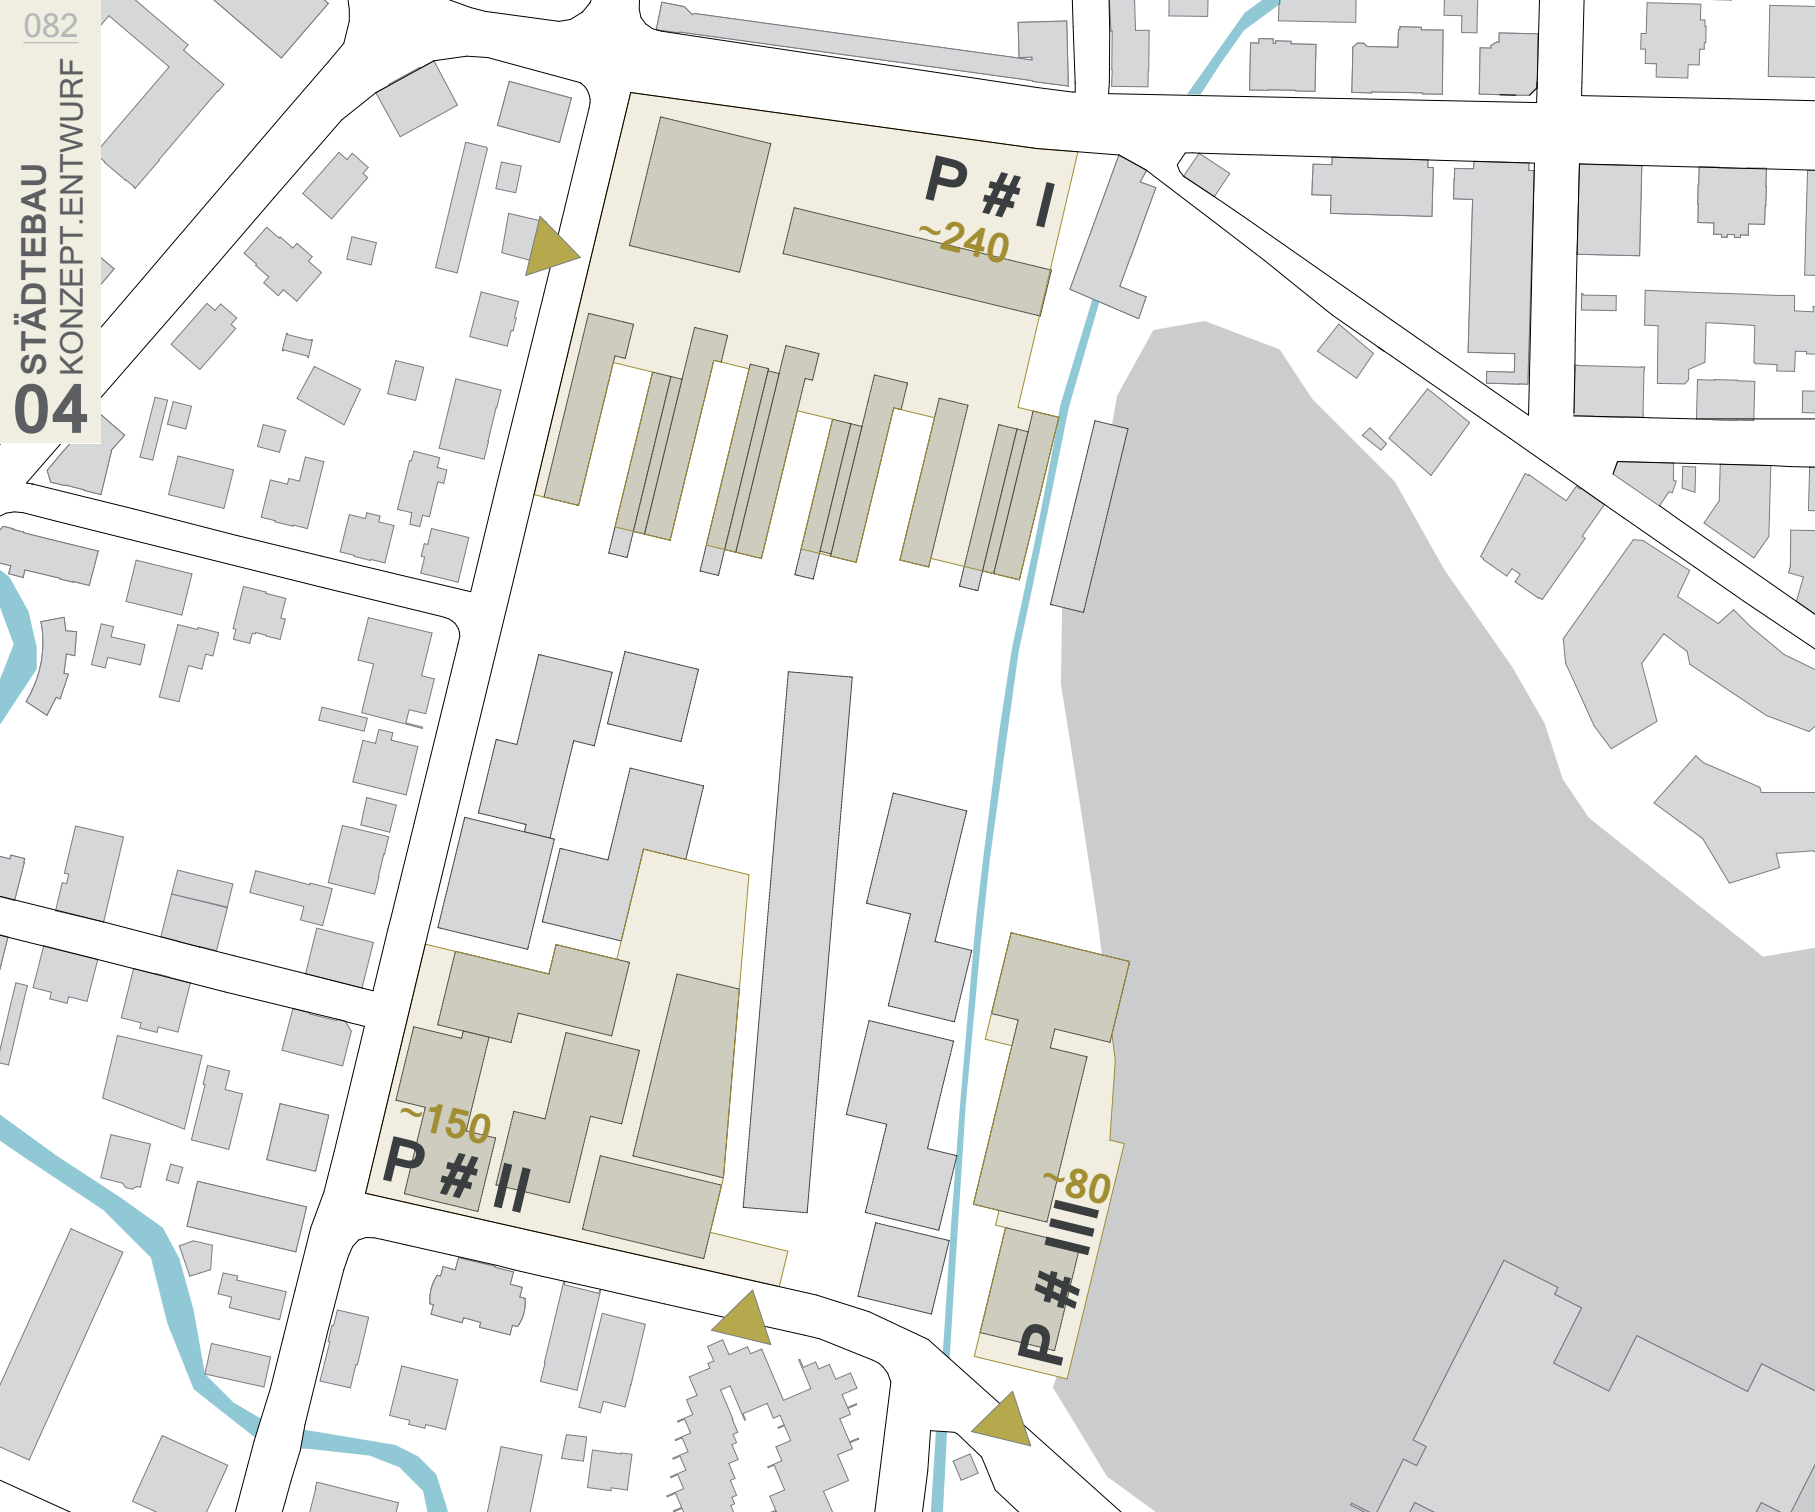 082
04 STÄDTEBAU
KONZEPT.ENTWURF
P # I
~240
~150
P # II
~80
P # III